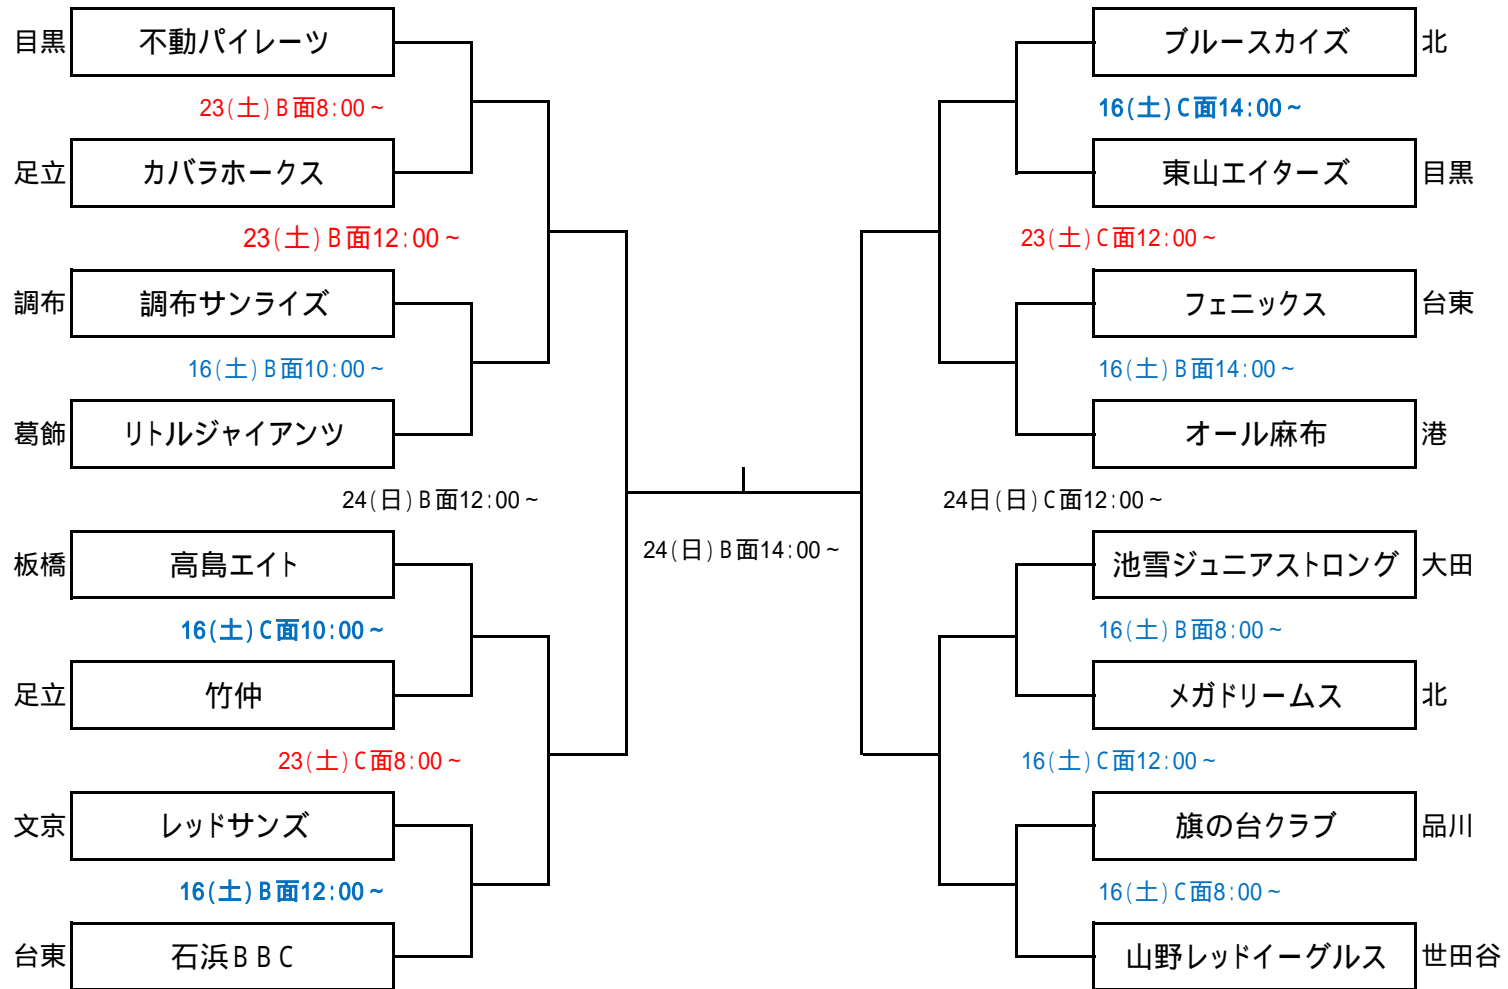 目黒 不動パイレーツ
23(土)B面8:00~
足立 カバラホークス
23(土)B面12:00~
調布 調布サンライズ
16(土)B面10:00~
葛飾 リトルジャイアンツ
24(日)B面12:00~
板橋 高島エイト
16(土)C面10:00~
足立 竹仲
23(土)C面8:00~
文京 レッドサンズ
16(土)B面12:00~
台東 石浜BBC
24(日)B面14:00~
ブルースカイズ 北
16(土)C面14:00~
東山エイターズ 目黒
23(土)C面12:00~
フェニックス 台東
16(土)B面14:00~
オール麻布 港
24日(日)C面12:00~
池雪ジュニアストロング 大田
16(土)B面8:00~
メガドリームス 北
16(土)C面12:00~
旗の台クラブ 品川
16(土)C面8:00~
山野レッドイーグルス 世田谷